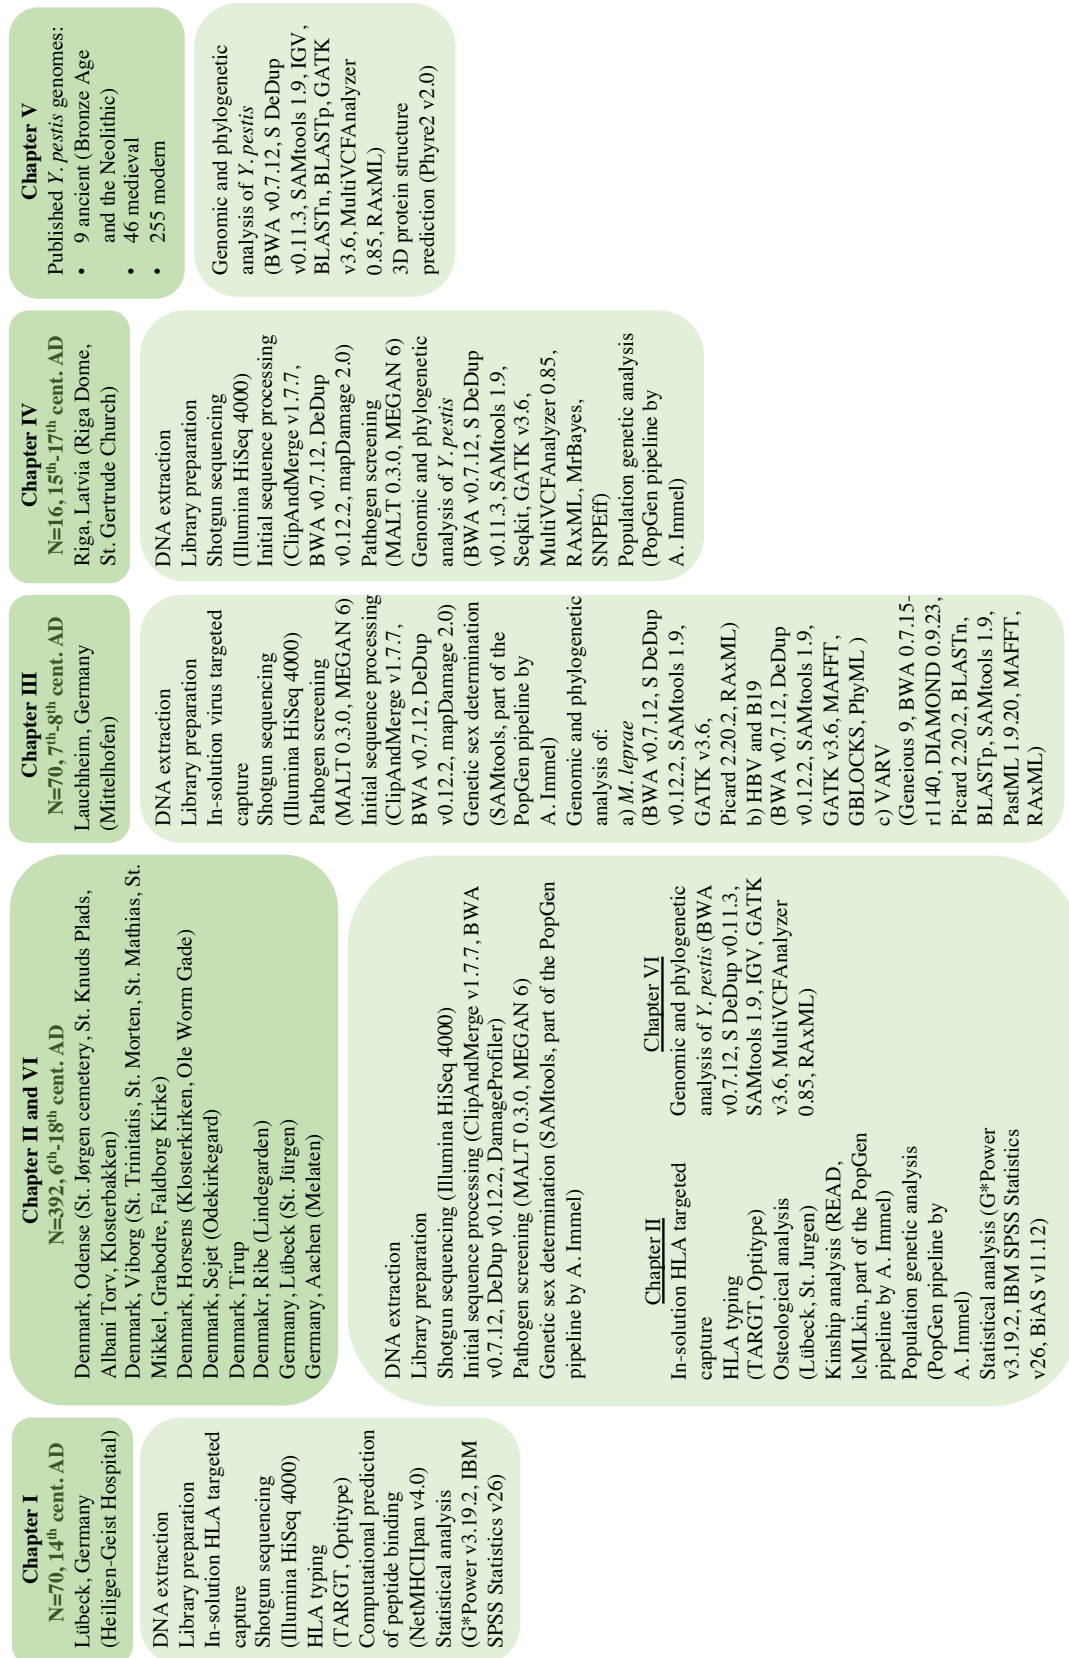 Chapter I
N=70, 14th cent. AD
Lübeck, Germany
(Heiligen-Geist Hospital)
DNA extraction
Library preparation
In-solution HLA targeted
capture
Shotgun sequencing
(Illumina HiSeq 4000)
HLA typing
(TARGT, Optitype)
Computational prediction
of peptide binding
(NetMHCIIpan v4.0)
Statistical analysis
(G*Power v3.19.2, IBM
SPSS Statistics v26)
Chapter II and VI
N=392, 6th-18th cent. AD
Denmark, Odense (St. Jørgen cemetery, St. Knuds Plads,
Albani Torv, Klosterbakken)
Denmark, Viborg (St. Trinitatis, St. Morten, St. Mathias, St.
Mikkel, Grabodre, Faldborg Kirke)
Denmark, Horsens (Klosterkirken, Ole Worm Gade)
Denmark, Sejet (Odekirkegard)
Denmark, Tirup
Denmakr, Ribe (Lindegarden)
Germany, Lübeck (St. Jürgen)
Germany, Aachen (Melaten)
DNA extraction
Library preparation
Shotgun sequencing (Illumina HiSeq 4000)
Initial sequence processing (ClipAndMerge v1.7.7, BWA
v0.7.12, DeDup v0.12.2, DamageProfiler)
Pathogen screening (MALT 0.3.0, MEGAN 6)
Genetic sex determination (SAMtools, part of the PopGen
pipeline by A. Immel)
Chapter II
In-solution HLA targeted
capture
HLA typing
(TARGT, Optitype)
Osteological analysis
(Lübeck, St. Jurgen)
Kinship analysis (READ,
lcMLkin, part of the PopGen
pipeline by A. Immel)
Population genetic analysis
(PopGen pipeline by
A. Immel)
Statistical analysis (G*Power
v3.19.2, IBM SPSS Statistics
v26, BiAS v11.12)
Chapter VI
Genomic and phylogenetic
analysis of Y. pestis (BWA
v0.7.12, S DeDup v0.11.3,
SAMtools 1.9, IGV, GATK
v3.6, MultiVCFAnalyzer
0.85, RAxML)
Chapter III
N=70, 7th-8th cent. AD
Lauchheim, Germany
(Mittelhofen)
DNA extraction
Library preparation
In-solution virus targeted
capture
Shotgun sequencing
(Illumina HiSeq 4000)
Pathogen screening
(MALT 0.3.0, MEGAN 6)
Initial sequence processing
(ClipAndMerge v1.7.7,
BWA v0.7.12, DeDup
v0.12.2, mapDamage 2.0)
Genetic sex determination
(SAMtools, part of the
PopGen pipeline by
A. Immel)
Genomic and phylogenetic
analysis of:
a) M. leprae
(BWA v0.7.12, S DeDup
v0.12.2, SAMtools 1.9,
GATK v3.6,
Picard 2.20.2, RAxML)
b) HBV and B19
(BWA v0.7.12, DeDup
v0.12.2, SAMtools 1.9,
GATK v3.6, MAFFT,
GBLOCKS, PhyML )
c) VARV
(Geneious 9, BWA 0.7.15-
r1140, DIAMOND 0.9.23,
Picard 2.20.2, BLASTn,
BLASTp, SAMtools 1.9,
PastML 1.9.20, MAFFT,
RAxML)
Chapter IV
N=16, 15th-17th cent. AD
Riga, Latvia (Riga Dome,
St. Gertrude Church)
DNA extraction
Library preparation
Shotgun sequencing
(Illumina HiSeq 4000)
Initial sequence processing
(ClipAndMerge v1.7.7,
BWA v0.7.12, DeDup
v0.12.2, mapDamage 2.0)
Pathogen screening
(MALT 0.3.0, MEGAN 6)
Genomic and phylogenetic
analysis of Y. pestis
(BWA v0.7.12, S DeDup
v0.11.3, SAMtools 1.9,
Seqkit, GATK v3.6,
MultiVCFAnalyzer 0.85,
RAxML, MrBayes,
SNPEff)
Population genetic analysis
(PopGen pipeline by
A. Immel)
Chapter V
Published Y. pestis genomes:
• 9 ancient (Bronze Age
and the Neolithic)
• 46 medieval
• 255 modern
Genomic and phylogenetic
analysis of Y. pestis
(BWA v0.7.12, S DeDup
v0.11.3, SAMtools 1.9, IGV,
BLASTn, BLASTp, GATK
v3.6, MultiVCFAnalyzer
0.85, RAxML)
3D protein structure
prediction (Phyre2 v2.0)